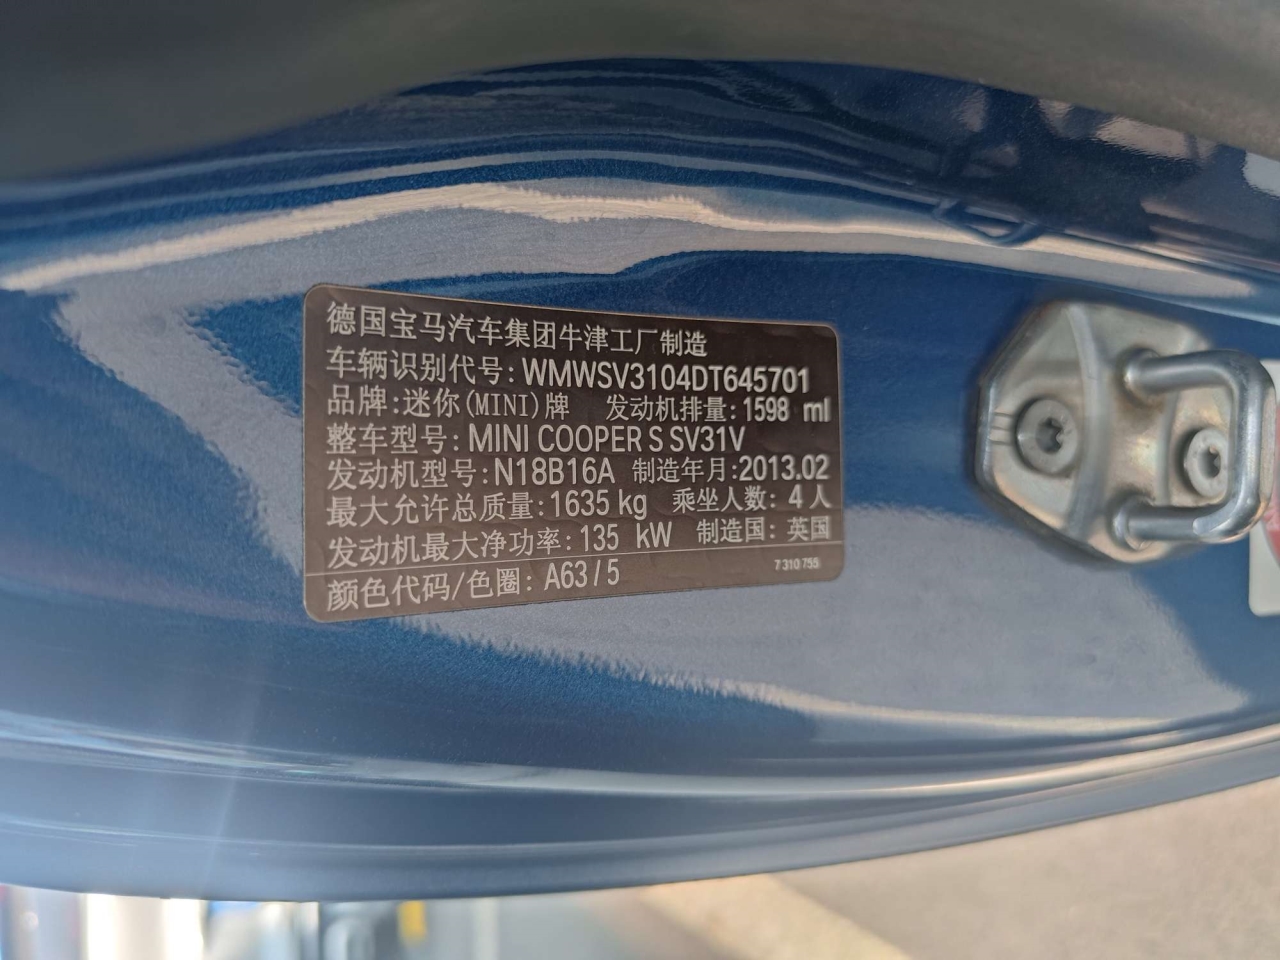 德国宝马汽车集团牛津工厂制造
车辆识别代号: WMWSV3104DT645701
品牌:迷你(MINI)牌 发动机排量: 1598 ml
整车型号: MINI COOPER S SV31V
发动机型号: N18B16A 制造年月:2013.02
最大允许总质量: 1635 kg 乘坐人数: 4 人
发动机最大净功率: 135 kW 制造国: 英国
颜色代码/色圈: A63 / 5 7 310 755